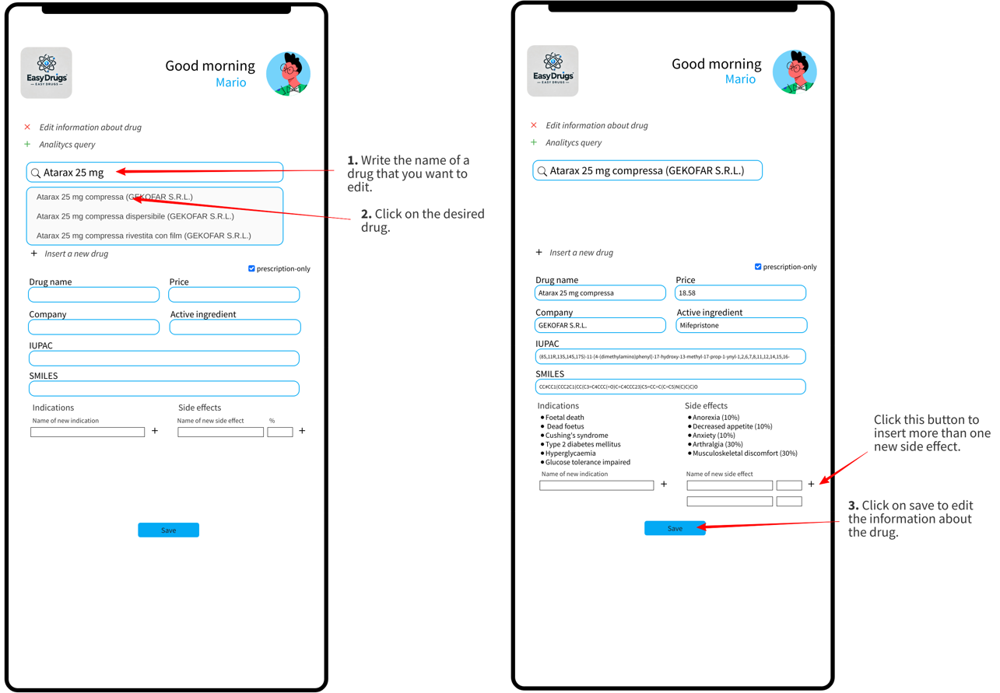 EasyDrugs
— EASY DRUGS —
Good morning
Mario
× Edit information about drug
+ Analitycs query
Atarax 25 mg
Atarax 25 mg compressa (GEKOFAR S.R.L.)
Atarax 25 mg compressa dispersibile (GEKOFAR S.R.L.)
Atarax 25 mg compressa rivestita con film (GEKOFAR S.R.L.)
+ Insert a new drug
prescription-only
Drug name Price
Company Active ingredient
IUPAC
SMILES
Indications Side effects
Name of new indication Name of new side effect %
+ +
Save
1. Write the name of a
drug that you want to
edit.
2. Click on the desired
drug.
EasyDrugs
— EASY DRUGS —
Good morning
Mario
× Edit information about drug
+ Analitycs query
Atarax 25 mg compressa (GEKOFAR S.R.L.)
+ Insert a new drug
prescription-only
Drug name Price
Atarax 25 mg compressa 18.58
Company Active ingredient
GEKOFAR S.R.L. Mifepristone
IUPAC
(8S,11R,13S,14S,17S)-11-[4-(dimethylamino)phenyl]-17-hydroxy-13-methyl-17-prop-1-ynyl-1,2,6,7,8,11,12,14,15,16-
SMILES
CC#CC1(CCC2C1(CC(C3=C4CCC(=O)C=C4CCC23)C5=CC=C(C=C5)N(C)C)C)O
Indications Side effects
● Foetal death ● Anorexia (10%)
● Dead foetus ● Decreased appetite (10%)
● Cushing's syndrome ● Anxiety (10%)
● Type 2 diabetes mellitus ● Arthralgia (30%)
● Hyperglycaemia ● Musculoskeletal discomfort (30%)
● Glucose tolerance impaired
Name of new indication Name of new side effect
+ +
Save
Click this button to
insert more than one
new side effect.
3. Click on save to edit
the information about
the drug.